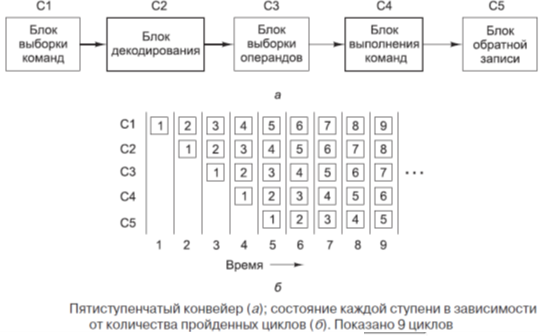 С1 С2 С3 С4 С5
Блок выборки команд
Блок декодирования
Блок выборки операндов
Блок выполнения команд
Блок обратной записи
а
С1 1 2 3 4 5 6 7 8 9
С2 1 2 3 4 5 6 7 8
С3 1 2 3 4 5 6 7 ...
С4 1 2 3 4 5 6
С5 1 2 3 4 5
1 2 3 4 5 6 7 8 9
Время
б
Пятиступенчатый конвейер (а); состояние каждой ступени в зависимости
от количества пройденных циклов (б). Показано 9 циклов